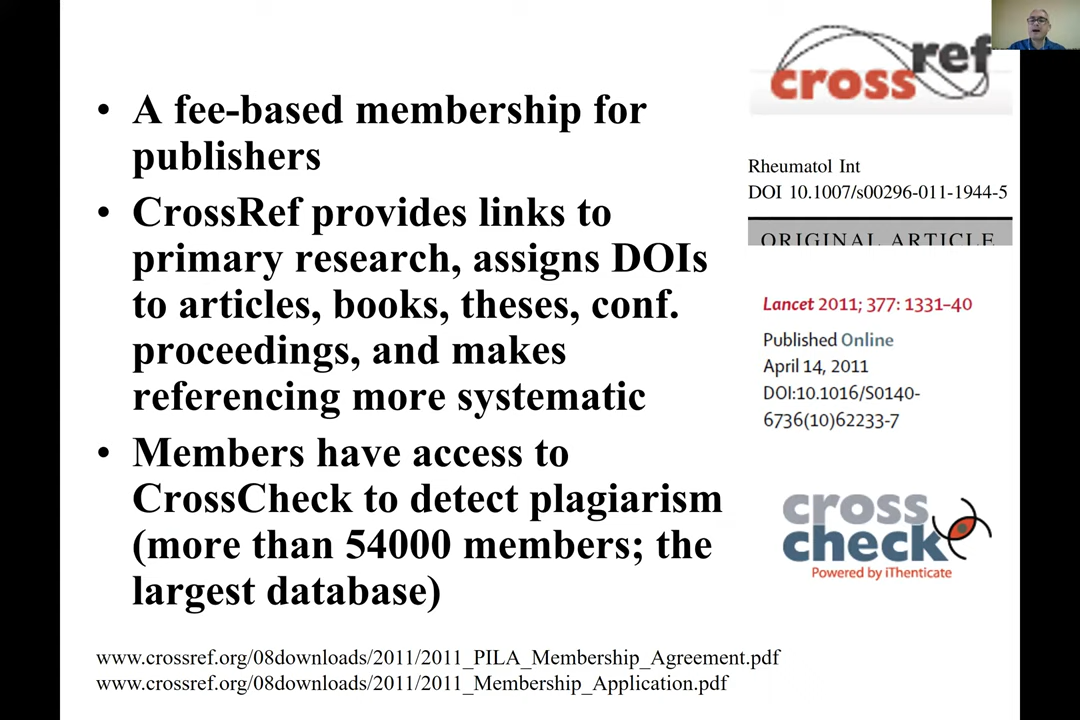 • A fee-based membership for
publishers
• CrossRef provides links to
primary research, assigns DOIs
to articles, books, theses, conf.
proceedings, and makes
referencing more systematic
• Members have access to
CrossCheck to detect plagiarism
(more than 54000 members; the
largest database)
www.crossref.org/08downloads/2011/2011_PILA_Membership_Agreement.pdf
www.crossref.org/08downloads/2011/2011_Membership_Application.pdf
crossref
Rheumatol Int
DOI 10.1007/s00296-011-1944-5
ORIGINAL ARTICLE
Lancet 2011; 377: 1331–40
Published Online
April 14, 2011
DOI:10.1016/S0140-
6736(10)62233-7
cross
check
Powered by iThenticate